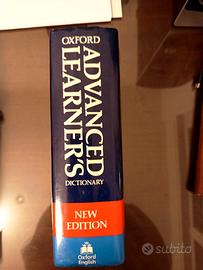 OXFORD
ADVANCED
LEARNER'S
DICTIONARY
NEW
EDITION
Oxford
English
subito